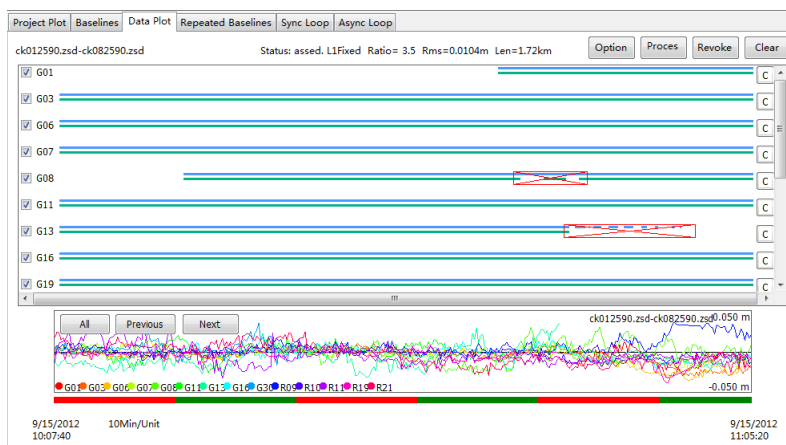 Project Plot Baselines Data Plot Repeated Baselines Sync Loop Async Loop
ck012590.zsd-ck082590.zsd Status: assed. L1Fixed Ratio= 3.5 Rms=0.0104m Len=1.72km Option Proces Revoke Clear
G01 C
G03 C
G06 C
G07 C
G08 C
G11 C
G13 C
G16 C
G19 C
All Previous Next ck012590.zsd-ck082590.zsd 0.050 m
G01 G03 G06 G07 G08 G11 G13 G16 G30 R09 R10 R11 R19 R21 -0.050 m
9/15/2012 10Min/Unit 9/15/2012
10:07:40 11:05:20